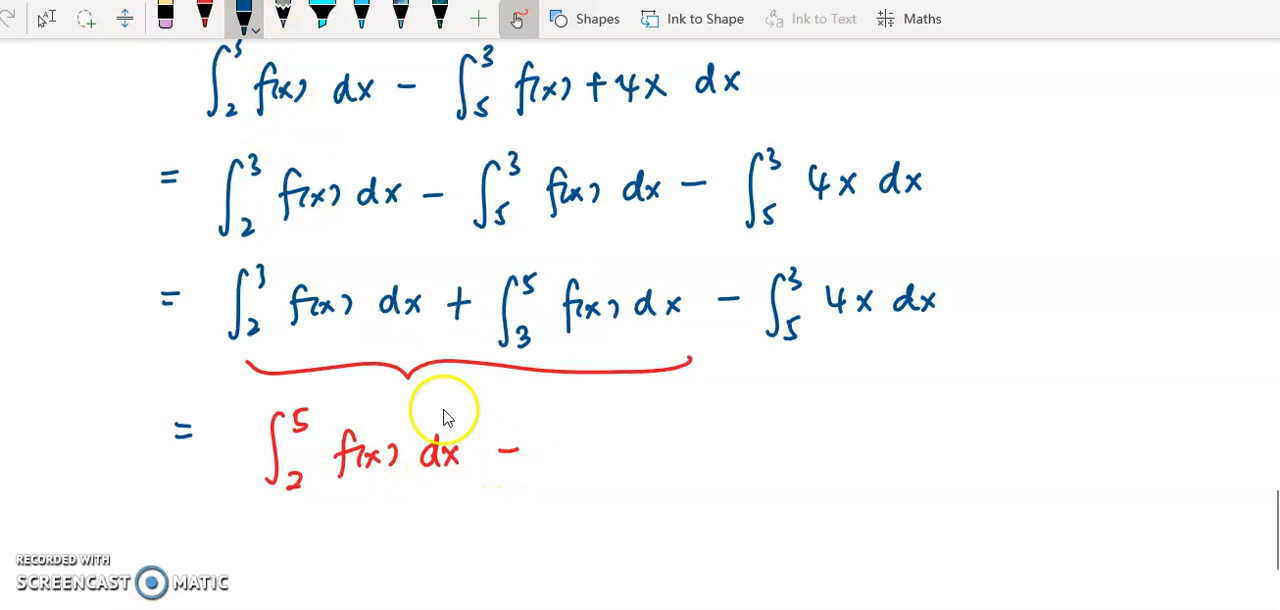 Shapes Ink to Shape Ink to Text Maths
∫₂³ f(x) dx - ∫₅³ f(x) + 4x dx
= ∫₂³ f(x) dx - ∫₅³ f(x) dx - ∫₅³ 4x dx
= ∫₂³ f(x) dx + ∫₃⁵ f(x) dx - ∫₅³ 4x dx
= ∫₂⁵ f(x) dx -
RECORDED WITH
SCREENCAST MATIC